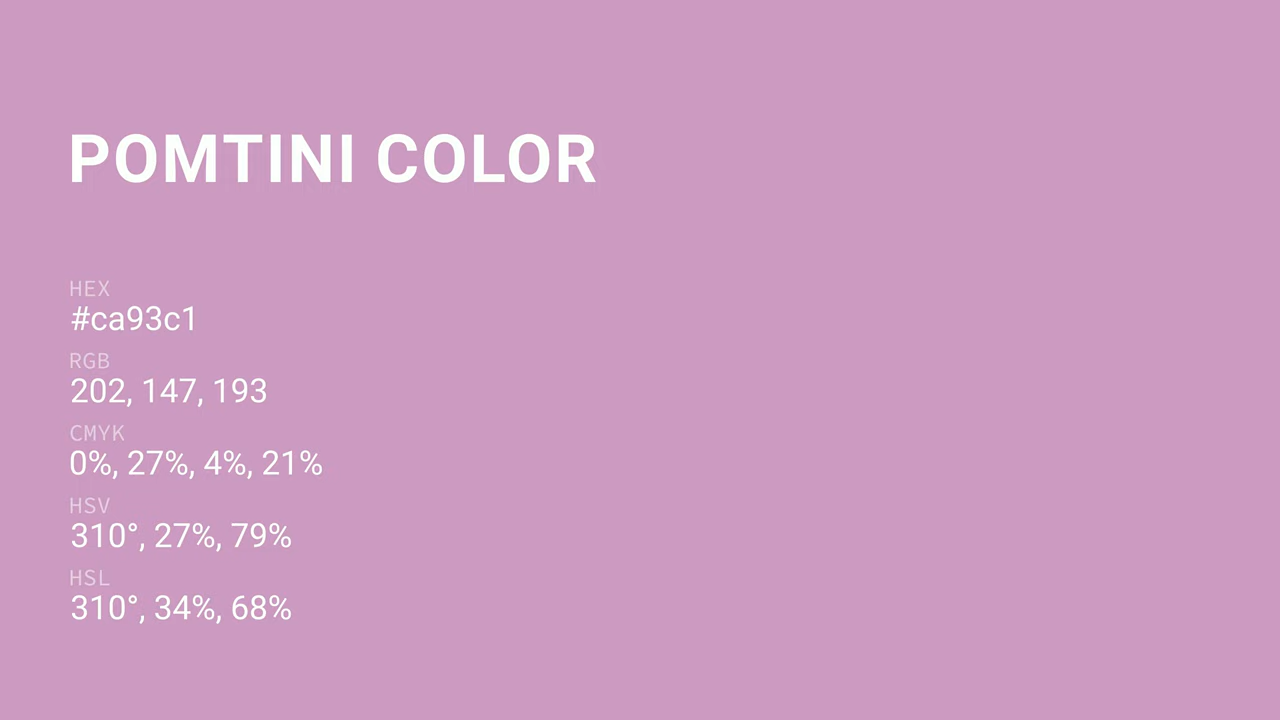 POMTINI COLOR
HEX
#ca93c1
RGB
202, 147, 193
CMYK
0%, 27%, 4%, 21%
HSV
310°, 27%, 79%
HSL
310°, 34%, 68%